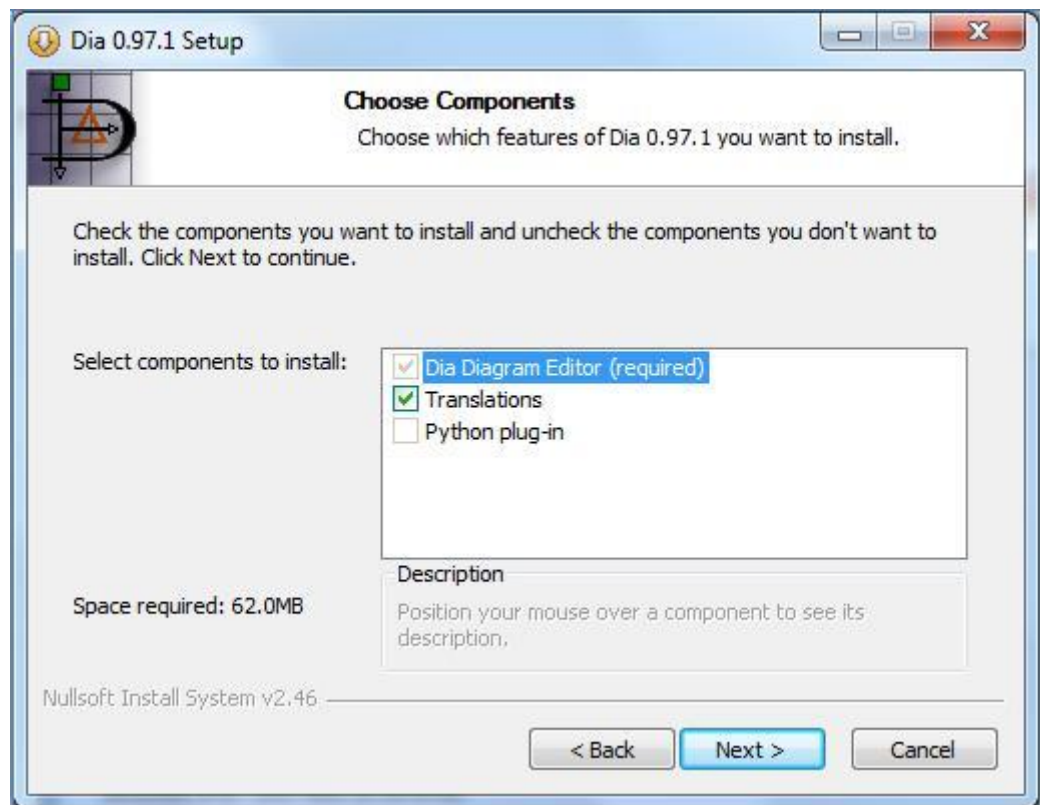 Dia 0.97.1 Setup
Choose Components
Choose which features of Dia 0.97.1 you want to install.
Check the components you want to install and uncheck the components you don't want to
install. Click Next to continue.
Select components to install:
Dia Diagram Editor (required)
Translations
Python plug-in
Space required: 62.0MB
Description
Position your mouse over a component to see its
description.
Nullsoft Install System v2.46
< Back
Next >
Cancel